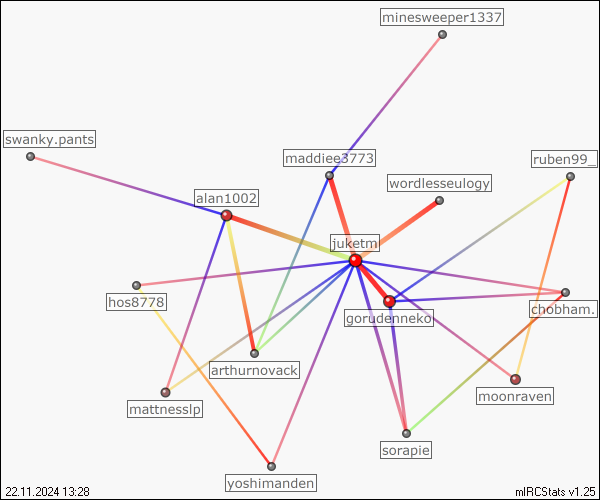 minesweeper1337
swanky.pants
maddiee3773
ruben99_
wordlesseulogy
alan1002
juketm
hos8778
chobham.
gorudenneko
arthurnovack
moonraven
mattnesslp
sorapie
yoshimanden
22.11.2024 13:28
mIRCStats v1.25